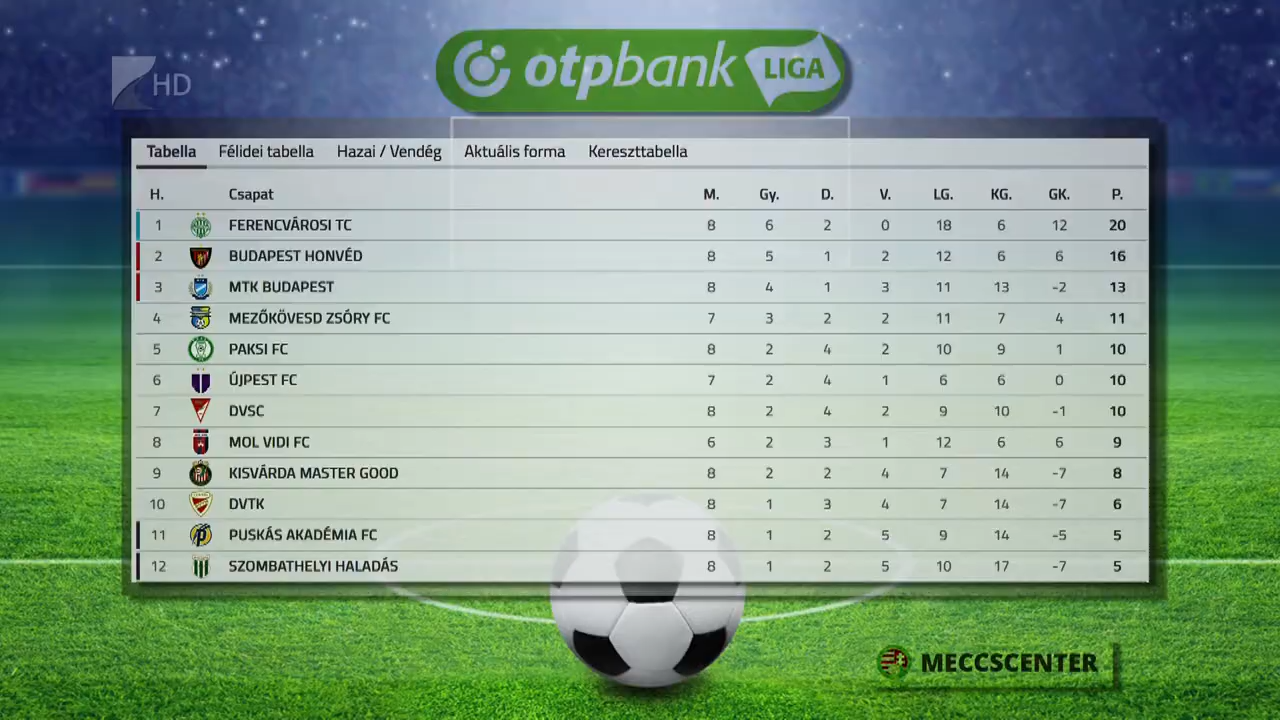 otpbank LIGA
HD
Tabella Félidei tabella Hazai / Vendég Aktuális forma Kereszttabella
H. Csapat M. Gy. D. V. LG. KG. GK. P.
1 FERENCVÁROSI TC 8 6 2 0 18 6 12 20
2 BUDAPEST HONVÉD 8 5 1 2 12 6 6 16
3 MTK BUDAPEST 8 4 1 3 11 13 -2 13
4 MEZŐKÖVESD ZSÓRY FC 7 3 2 2 11 7 4 11
5 PAKSI FC 8 2 4 2 10 9 1 10
6 ÚJPEST FC 7 2 4 1 6 6 0 10
7 DVSC 8 2 4 2 9 10 -1 10
8 MOL VIDI FC 6 2 3 1 12 6 6 9
9 KISVÁRDA MASTER GOOD 8 2 2 4 7 14 -7 8
10 DVTK 8 1 3 4 7 14 -7 6
11 PUSKÁS AKADÉMIA FC 8 1 2 5 9 14 -5 5
12 SZOMBATHELYI HALADÁS 8 1 2 5 10 17 -7 5
MECCSCENTER